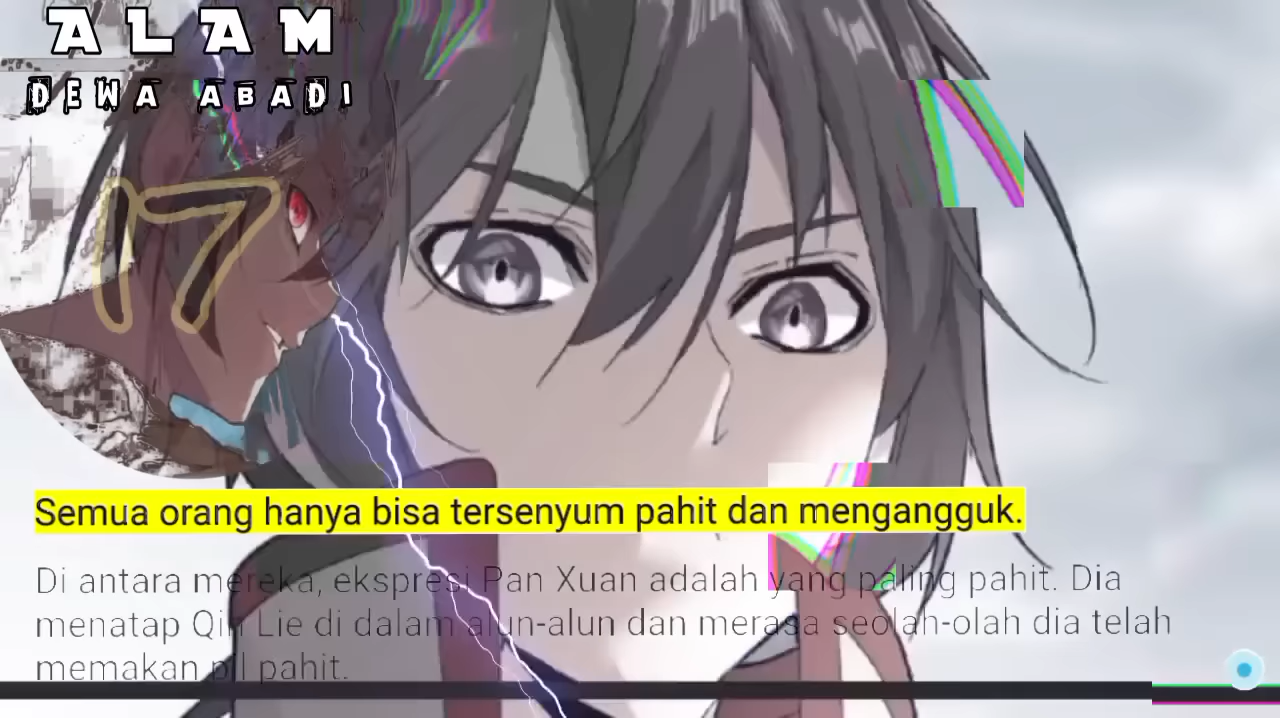 ALAM
DEWA ABADI
17
Semua orang hanya bisa tersenyum pahit dan mengangguk.
Di antara mereka, ekspresi Pan Xuan adalah yang paling pahit. Dia
menatap Qin Lie di dalam alun-alun dan merasa seolah-olah dia telah
memakan pil pahit.